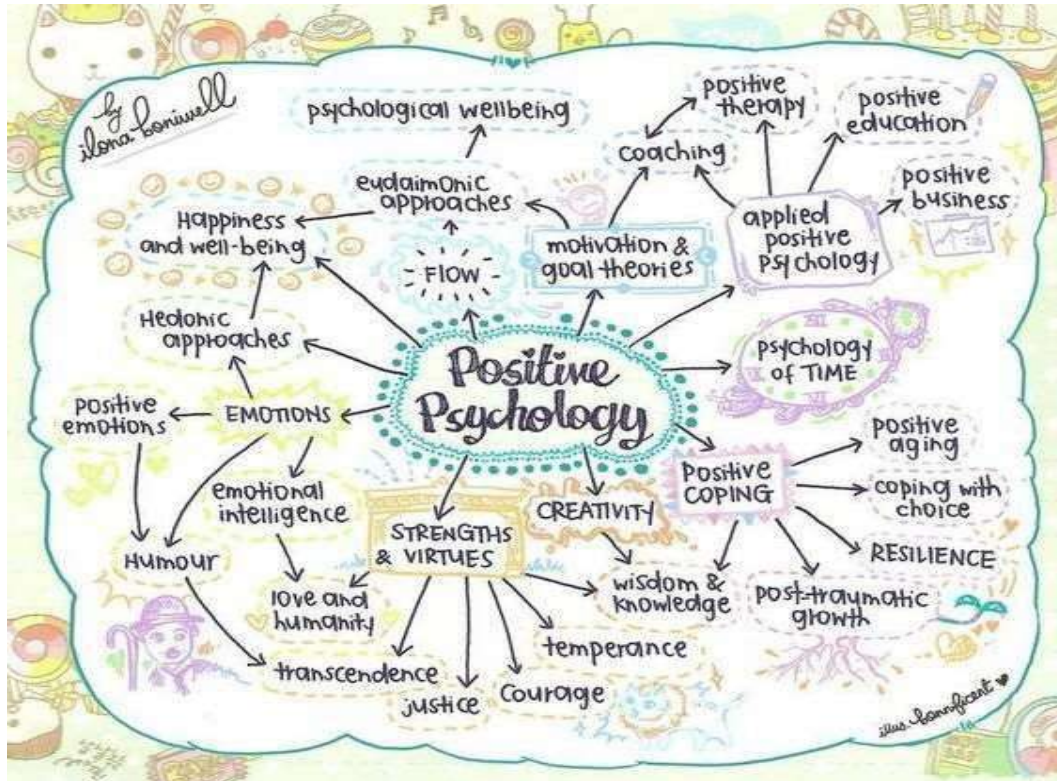 by
ilona boniwell
psychological wellbeing
positive
therapy
positive
education
coaching
positive
business
eudaimonic
approaches
Happiness
and well-being
FLOW
motivation &
goal theories
applied
positive
psychology
Hedonic
approaches
Positive
Psychology
psychology
of TIME
positive
emotions
EMOTIONS
positive
aging
emotional
intelligence
STRENGTHS
& VIRTUES
CREATIVITY
POSITIVE
COPING
coping with
choice
Humour
RESILIENCE
love and
humanity
wisdom &
knowledge
post-traumatic
growth
temperance
transcendence
justice
courage
illus. bannificent